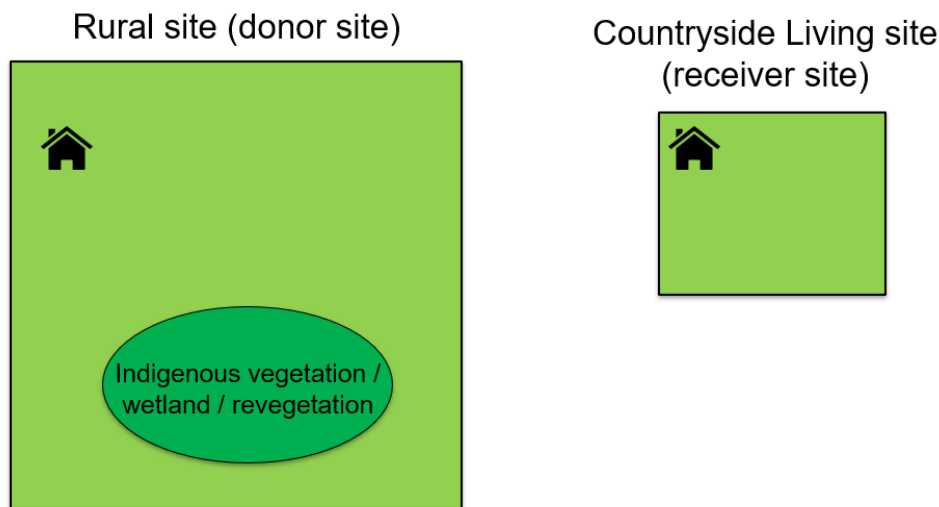 Rural site (donor site)
Countryside Living site
(receiver site)
Indigenous vegetation /
wetland / revegetation